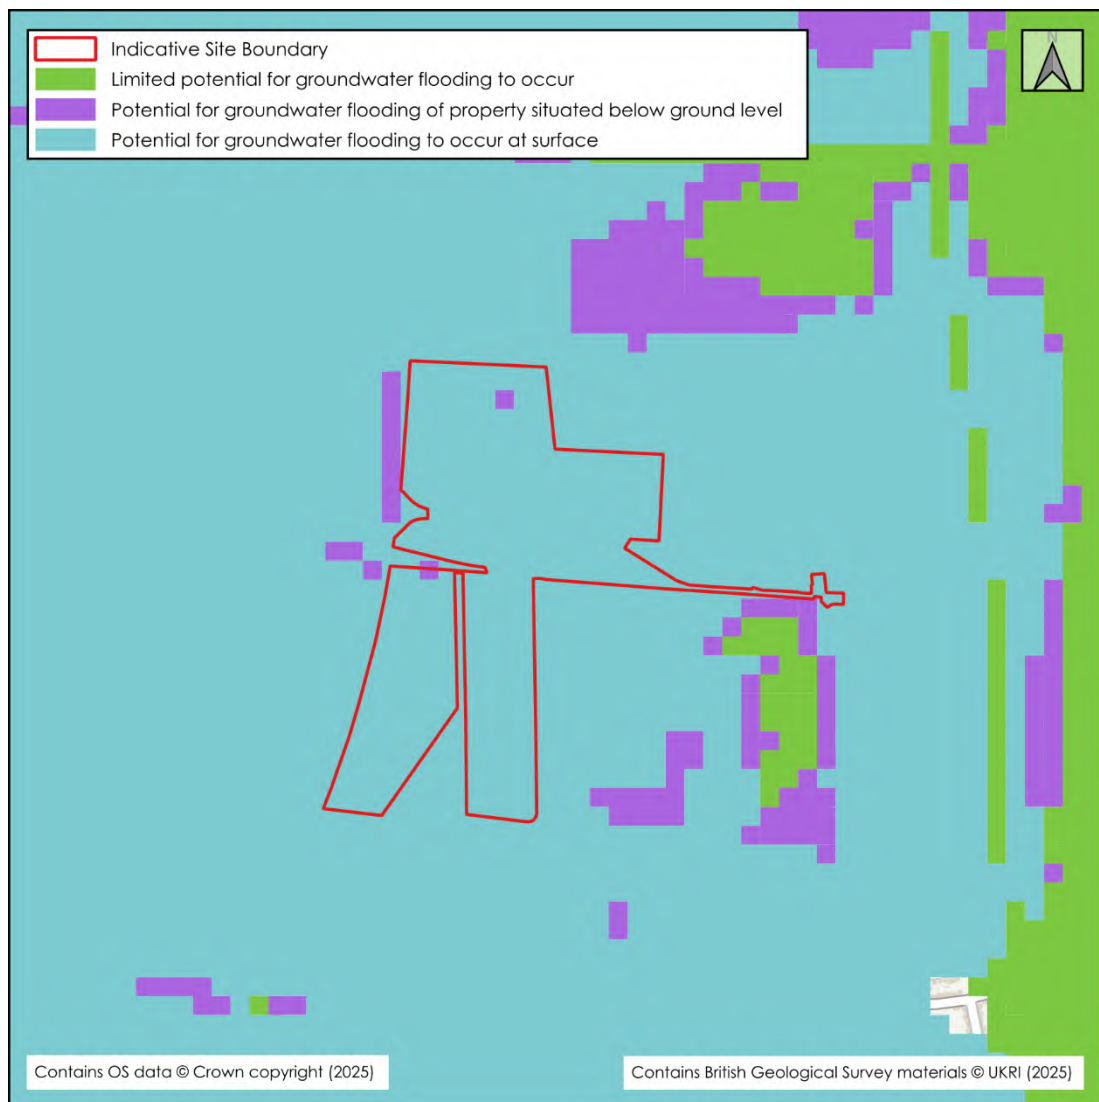 Indicative Site Boundary
Limited potential for groundwater flooding to occur
Potential for groundwater flooding of property situated below ground level
Potential for groundwater flooding to occur at surface
N
Contains OS data © Crown copyright (2025)
Contains British Geological Survey materials © UKRI (2025)